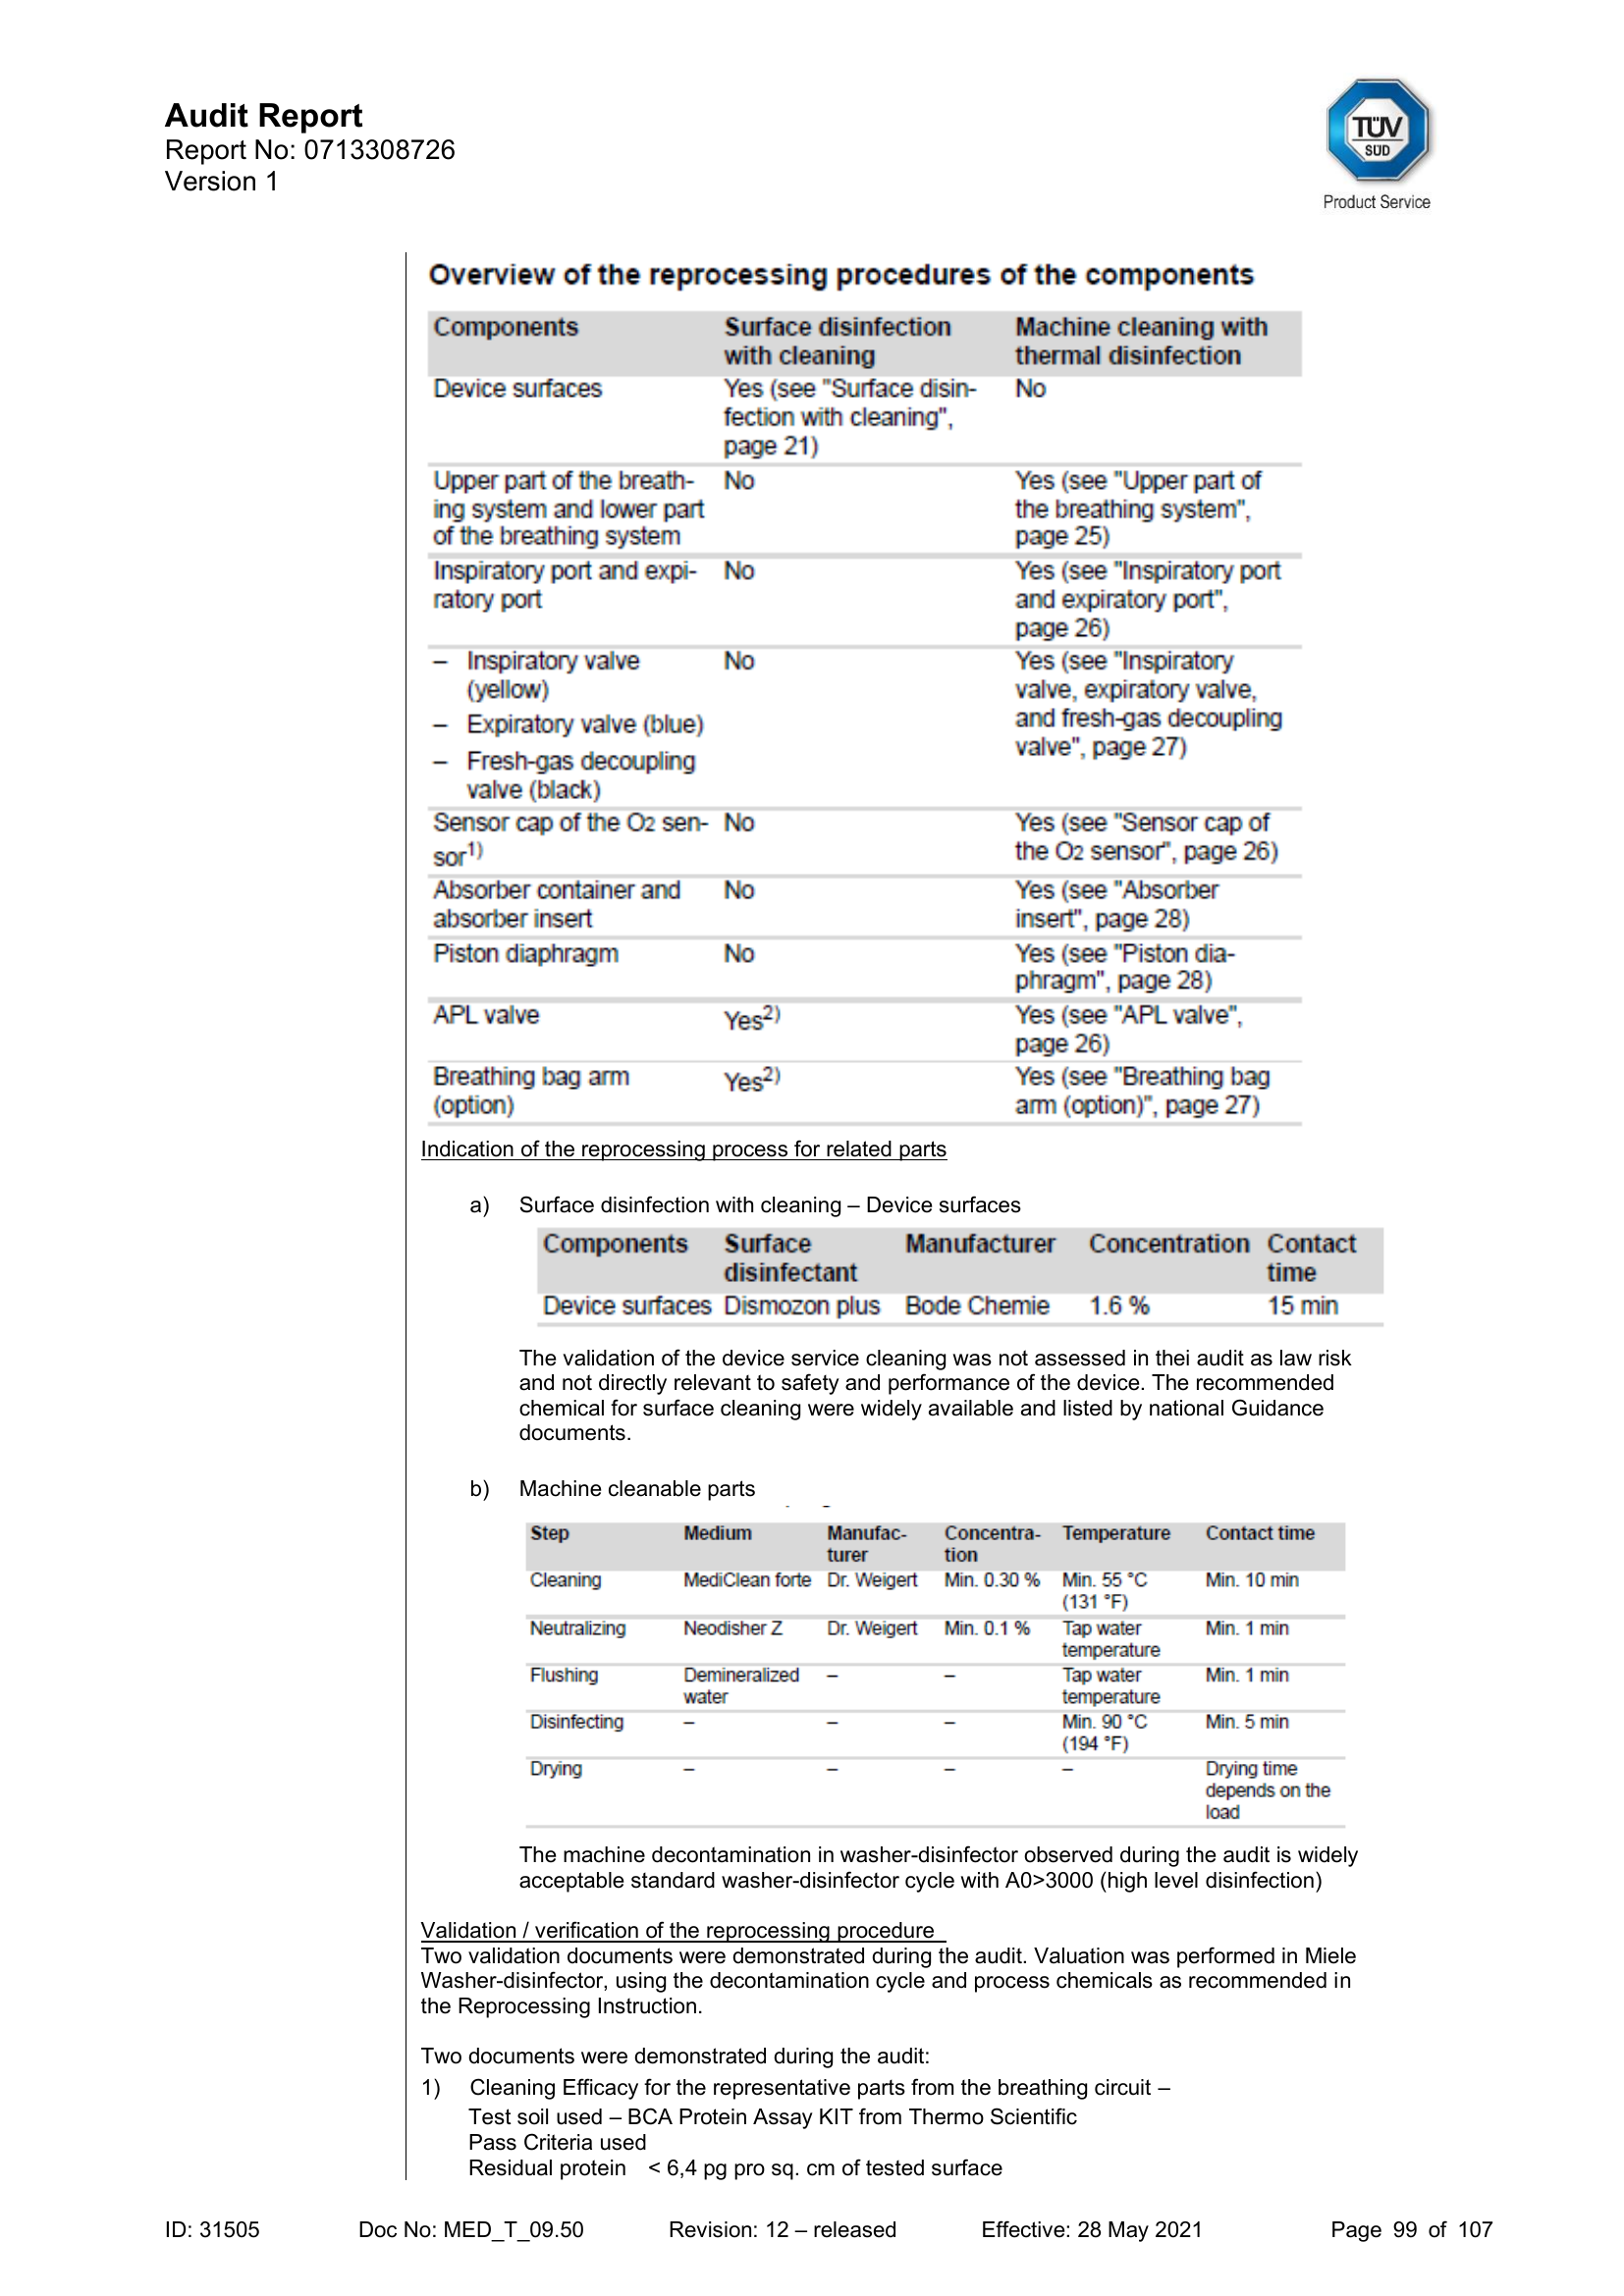 Audit Report
Report No: 0713308726
Version 1
TÜV
SÜD
Product Service
Overview of the reprocessing procedures of the components
Components Surface disinfection with cleaning Machine cleaning with thermal disinfection
Device surfaces Yes (see "Surface disin-
fection with cleaning",
page 21) No
Upper part of the breath-
ing system and lower part
of the breathing system No Yes (see "Upper part of
the breathing system",
page 25)
Inspiratory port and expi-
ratory port No Yes (see "Inspiratory port
and expiratory port",
page 26)
– Inspiratory valve
(yellow)
– Expiratory valve (blue)
– Fresh-gas decoupling
valve (black) No Yes (see "Inspiratory
valve, expiratory valve,
and fresh-gas decoupling
valve", page 27)
Sensor cap of the O2 sen-
sor1) No Yes (see "Sensor cap of
the O2 sensor", page 26)
Absorber container and
absorber insert No Yes (see "Absorber
insert", page 28)
Piston diaphragm No Yes (see "Piston dia-
phragm", page 28)
APL valve Yes2) Yes (see "APL valve",
page 26)
Breathing bag arm
(option) Yes2) Yes (see "Breathing bag
arm (option)", page 27)
Indication of the reprocessing process for related parts
a) Surface disinfection with cleaning – Device surfaces
Components Surface disinfectant Manufacturer Concentration Contact time
Device surfaces Dismozon plus Bode Chemie 1.6 % 15 min
The validation of the device service cleaning was not assessed in thei audit as law risk
and not directly relevant to safety and performance of the device. The recommended
chemical for surface cleaning were widely available and listed by national Guidance
documents.
b) Machine cleanable parts
Step Medium Manufac-
turer Concentra-
tion Temperature Contact time
Cleaning MediClean forte Dr. Weigert Min. 0.30 % Min. 55 °C
(131 °F) Min. 10 min
Neutralizing Neodisher Z Dr. Weigert Min. 0.1 % Tap water
temperature Min. 1 min
Flushing Demineralized
water – – Tap water
temperature Min. 1 min
Disinfecting – – – Min. 90 °C
(194 °F) Min. 5 min
Drying – – – – Drying time
depends on the
load
The machine decontamination in washer-disinfector observed during the audit is widely
acceptable standard washer-disinfector cycle with A0>3000 (high level disinfection)
Validation / verification of the reprocessing procedure
Two validation documents were demonstrated during the audit. Valuation was performed in Miele
Washer-disinfector, using the decontamination cycle and process chemicals as recommended in
the Reprocessing Instruction.
Two documents were demonstrated during the audit:
1) Cleaning Efficacy for the representative parts from the breathing circuit –
Test soil used – BCA Protein Assay KIT from Thermo Scientific
Pass Criteria used
Residual protein < 6,4 pg pro sq. cm of tested surface
ID: 31505 Doc No: MED_T_09.50 Revision: 12 – released Effective: 28 May 2021 Page 99 of 107